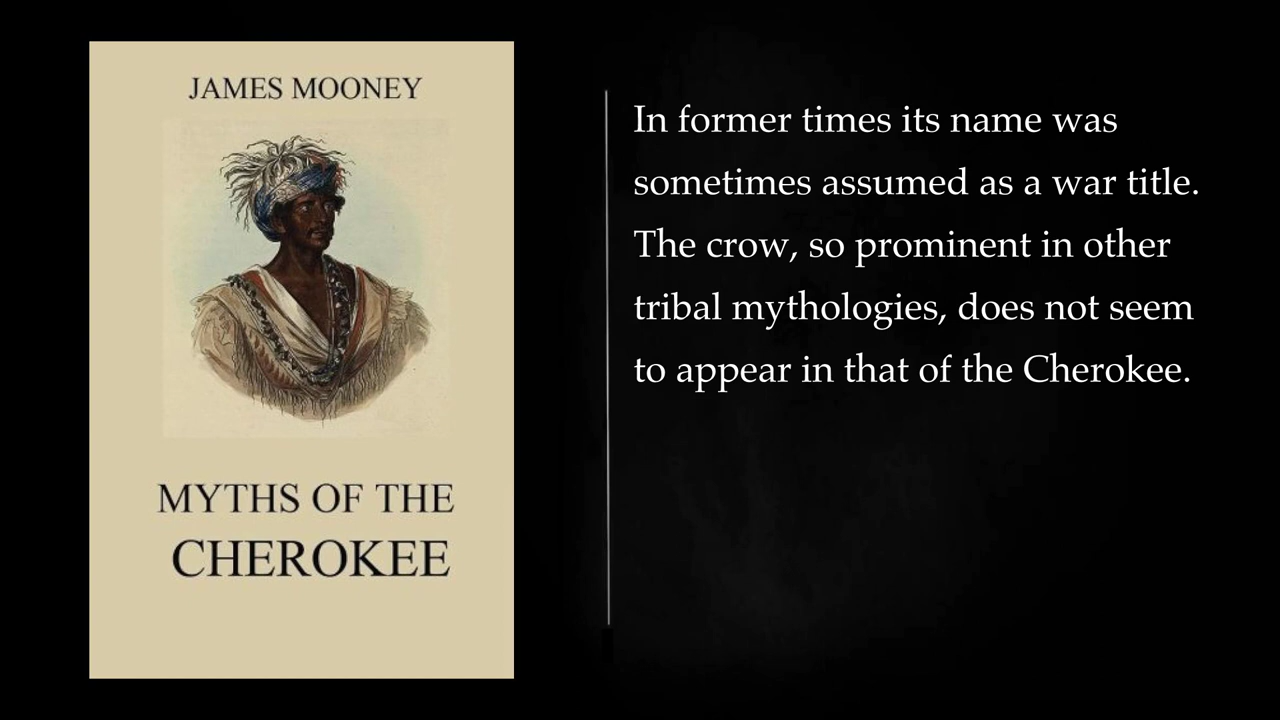 JAMES MOONEY
MYTHS OF THE
CHEROKEE
In former times its name was
sometimes assumed as a war title.
The crow, so prominent in other
tribal mythologies, does not seem
to appear in that of the Cherokee.